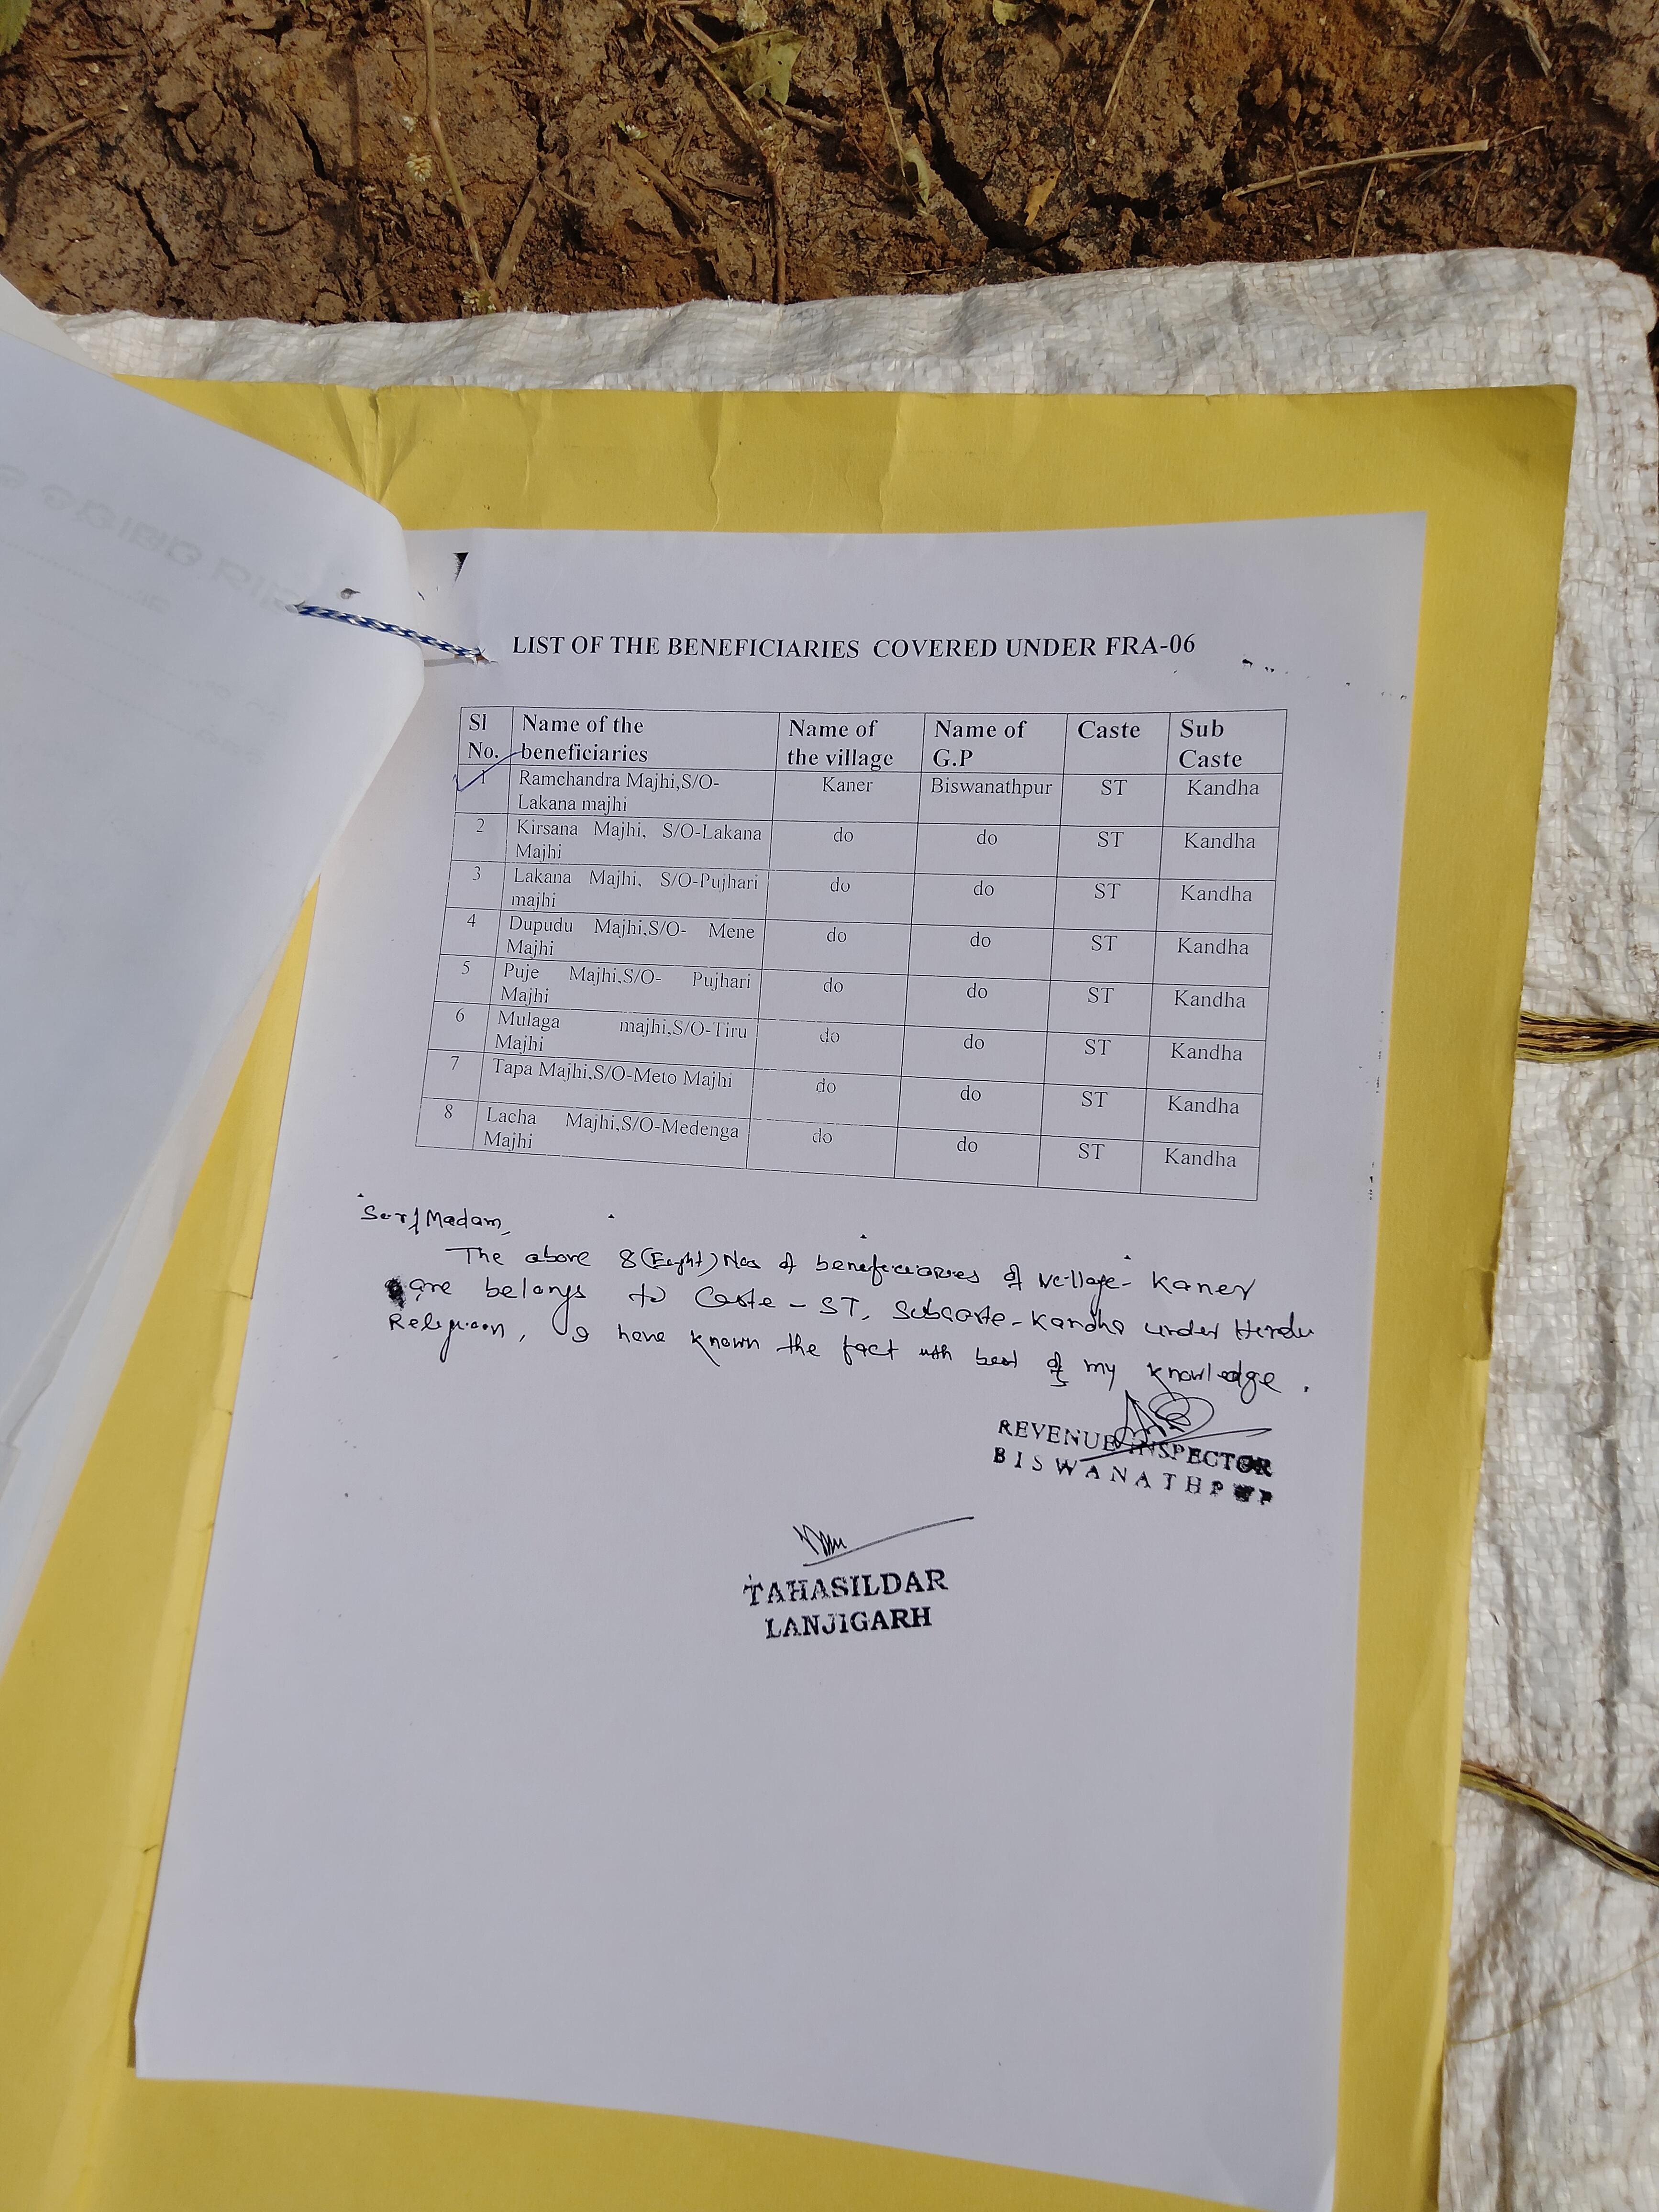 LIST OF THE BENEFICIARIES COVERED UNDER FRA-06
Sl No. Name of the beneficiaries Name of the village Name of G.P Caste Sub Caste
1 Ramchandra Majhi,S/O- Lakana majhi Kaner Biswanathpur ST Kandha
2 Kirsana Majhi, S/O-Lakana Majhi do do ST Kandha
3 Lakana Majhi, S/O-Pujhari majhi do do ST Kandha
4 Dupudu Majhi,S/O- Mene Majhi do do ST Kandha
5 Puje Majhi,S/O- Pujhari Majhi do do ST Kandha
6 Mulaga majhi,S/O-Tiru Majhi do do ST Kandha
7 Tapa Majhi,S/O-Meto Majhi do do ST Kandha
8 Lacha Majhi,S/O-Medenga Majhi do do ST Kandha
Sir/Madam,
The above 8(Eight) Nos of beneficiaries of village- Kaner
are belongs to Caste - ST, Subcaste-Kandha under Hindu
Religion, I have known the fact with best of my knowledge.
REVENUE INSPECTOR
BISWANATHPUR
TAHASILDAR
LANJIGARH